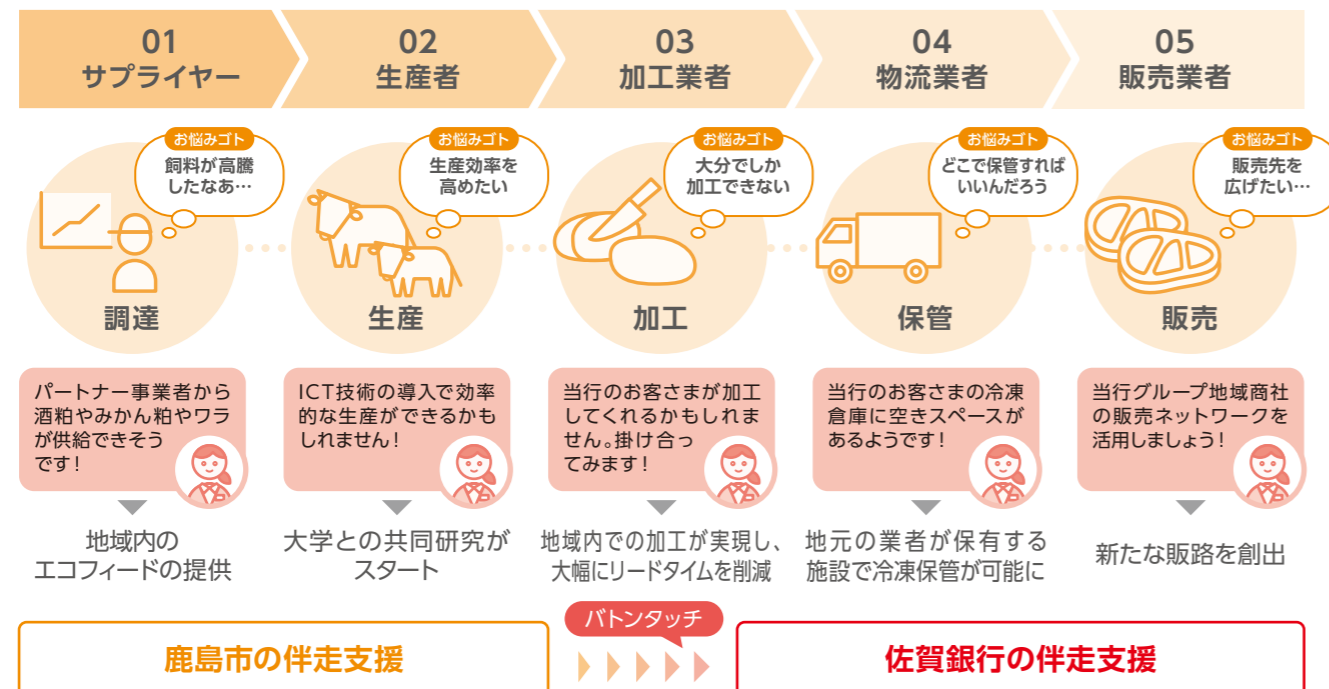 01
サプライヤー
02
生産者
03
加工業者
04
物流業者
05
販売業者
お悩みゴト
飼料が高騰
したなあ…
お悩みゴト
生産効率を
高めたい
お悩みゴト
大分でしか
加工できない
お悩みゴト
どこで保管すれば
いいんだろう
お悩みゴト
販売先を
広げたい…
調達
生産
加工
保管
販売
パートナー事業者から
酒粕やみかん粕やワラ
が供給できそう
です!
ICT技術の導入で効率
的な生産ができるかも
しれません!
当行のお客さまが加工
してくれるかもしれま
せん。掛け合っ
てみます!
当行のお客さまの冷凍
倉庫に空きスペースが
あるようです!
当行グループ地域商社
の販売ネットワークを
活用しましょう!
地域内の
エコフィードの提供
大学との共同研究が
スタート
地域内での加工が実現し、
大幅にリードタイムを削減
地元の業者が保有する
施設で冷凍保管が可能に
新たな販路を創出
鹿島市の伴走支援
バトンタッチ
佐賀銀行の伴走支援